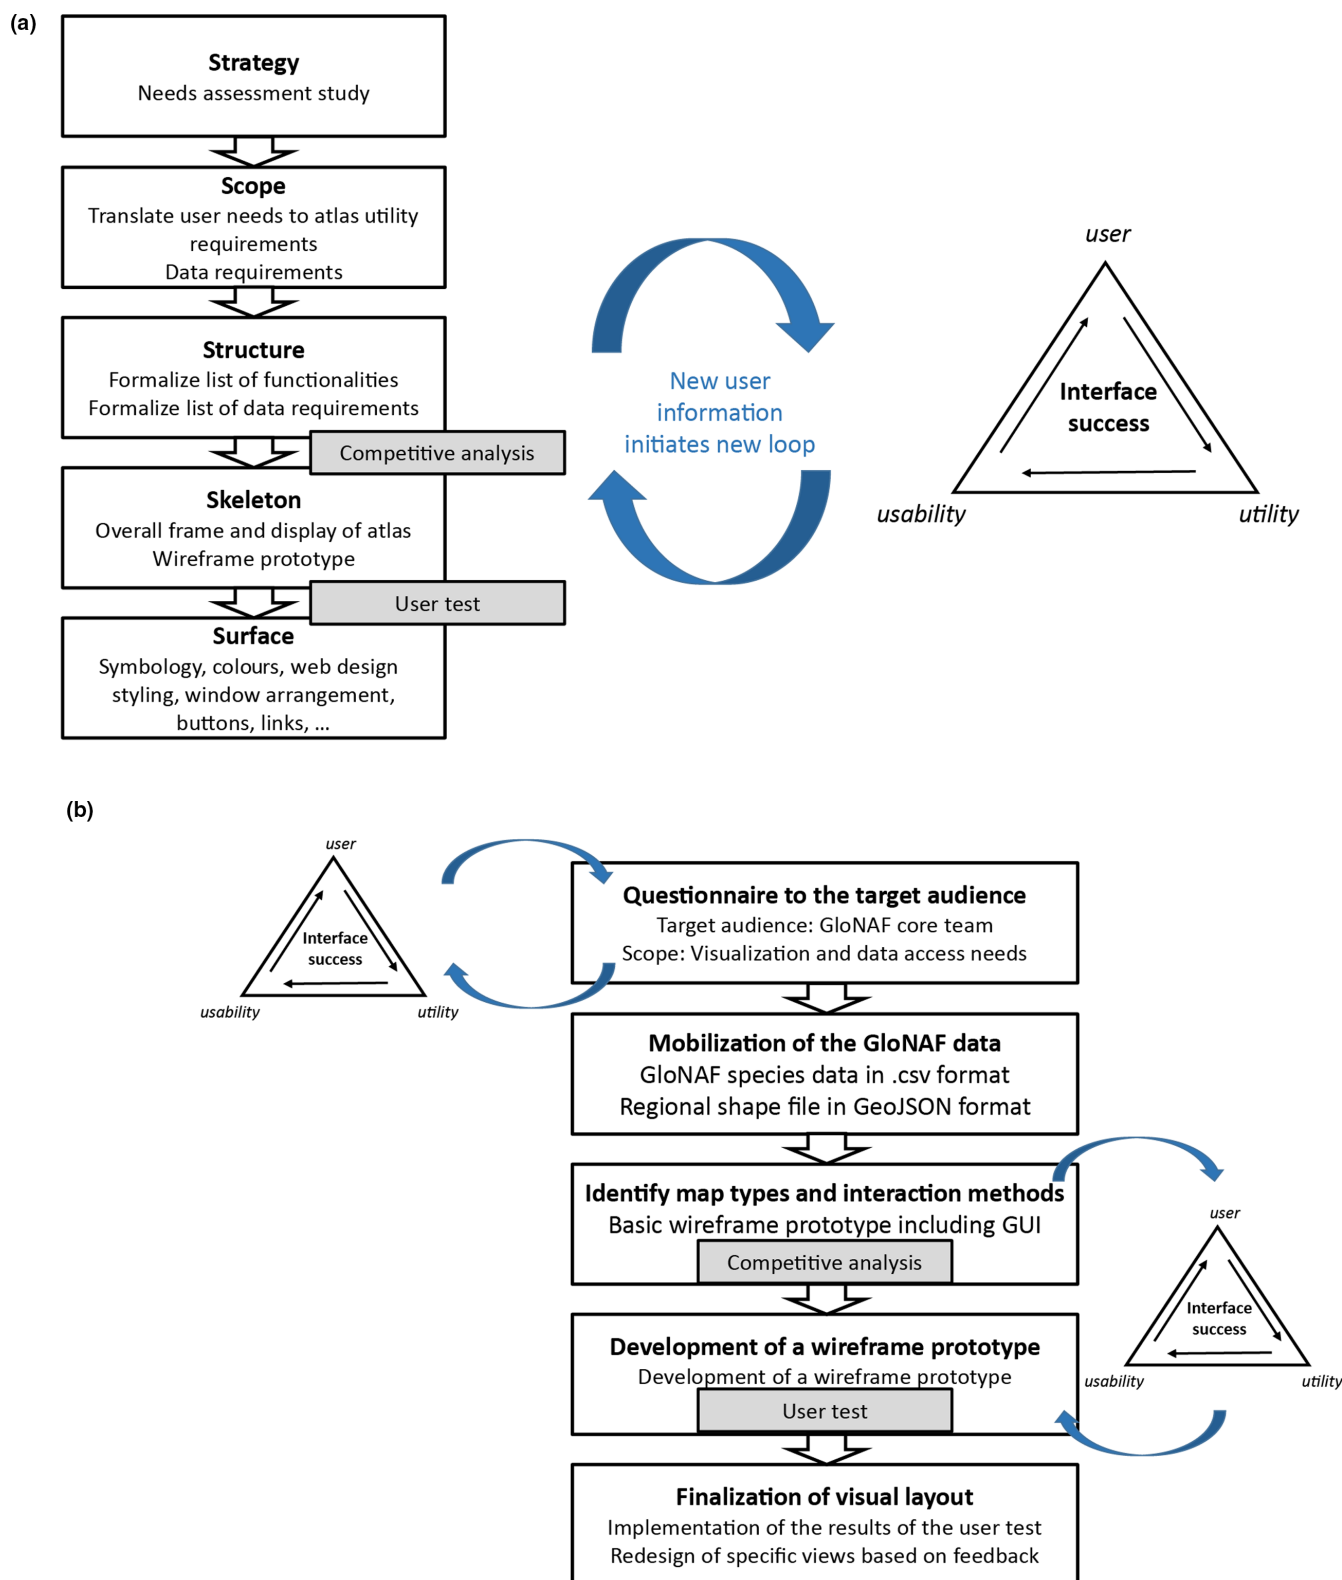 (a)
Strategy
Needs assessment study
Scope
Translate user needs to atlas utility
requirements
Data requirements
Structure
Formalize list of functionalities
Formalize list of data requirements
Competitive analysis
Skeleton
Overall frame and display of atlas
Wireframe prototype
User test
Surface
Symbology, colours, web design
styling, window arrangement,
buttons, links, ...
New user
information
initiates new loop
user
Interface
success
usability
utility
(b)
user
Interface
success
usability
utility
Questionnaire to the target audience
Target audience: GloNAF core team
Scope: Visualization and data access needs
Mobilization of the GloNAF data
GloNAF species data in .csv format
Regional shape file in GeoJSON format
Identify map types and interaction methods
Basic wireframe prototype including GUI
Competitive analysis
user
Interface
success
usability
utility
Development of a wireframe prototype
Development of a wireframe prototype
User test
Finalization of visual layout
Implementation of the results of the user test
Redesign of specific views based on feedback